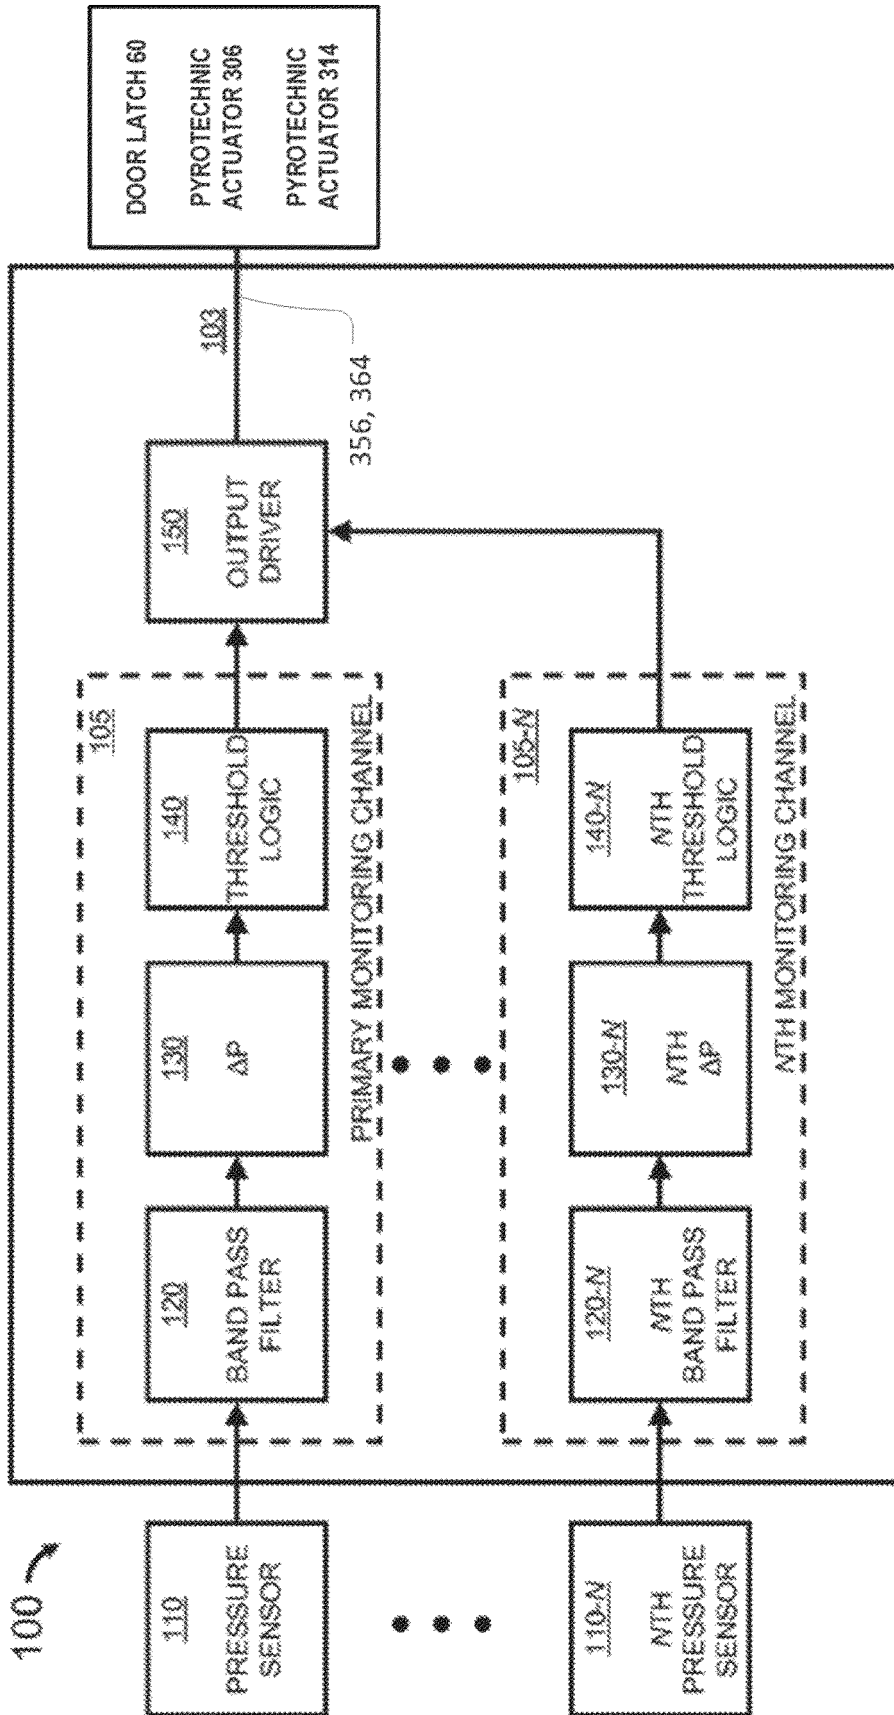 100
110
PRESSURE
SENSOR
105
120
BAND PASS
FILTER
130
ΔP
140
THRESHOLD
LOGIC
PRIMARY MONITORING CHANNEL
150
OUTPUT
DRIVER
103
356, 364
DOOR LATCH 60
PYROTECHNIC
ACTUATOR 306
PYROTECHNIC
ACTUATOR 314
110-N
NTH
PRESSURE
SENSOR
105-N
120-N
NTH
BAND PASS
FILTER
130-N
NTH
ΔP
140-N
NTH
THRESHOLD
LOGIC
NTH MONITORING CHANNEL